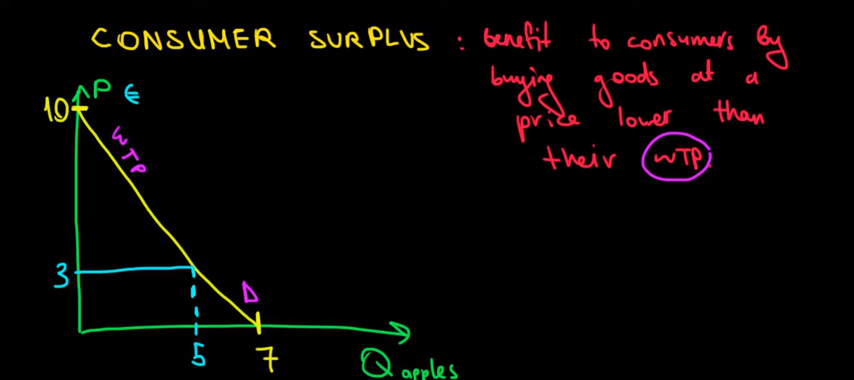 CONSUMER SURPLUS : benefit to consumers by
buying goods at a
price lower than
their WTP
P €
10
WTP
3
D
5
7
Q apples